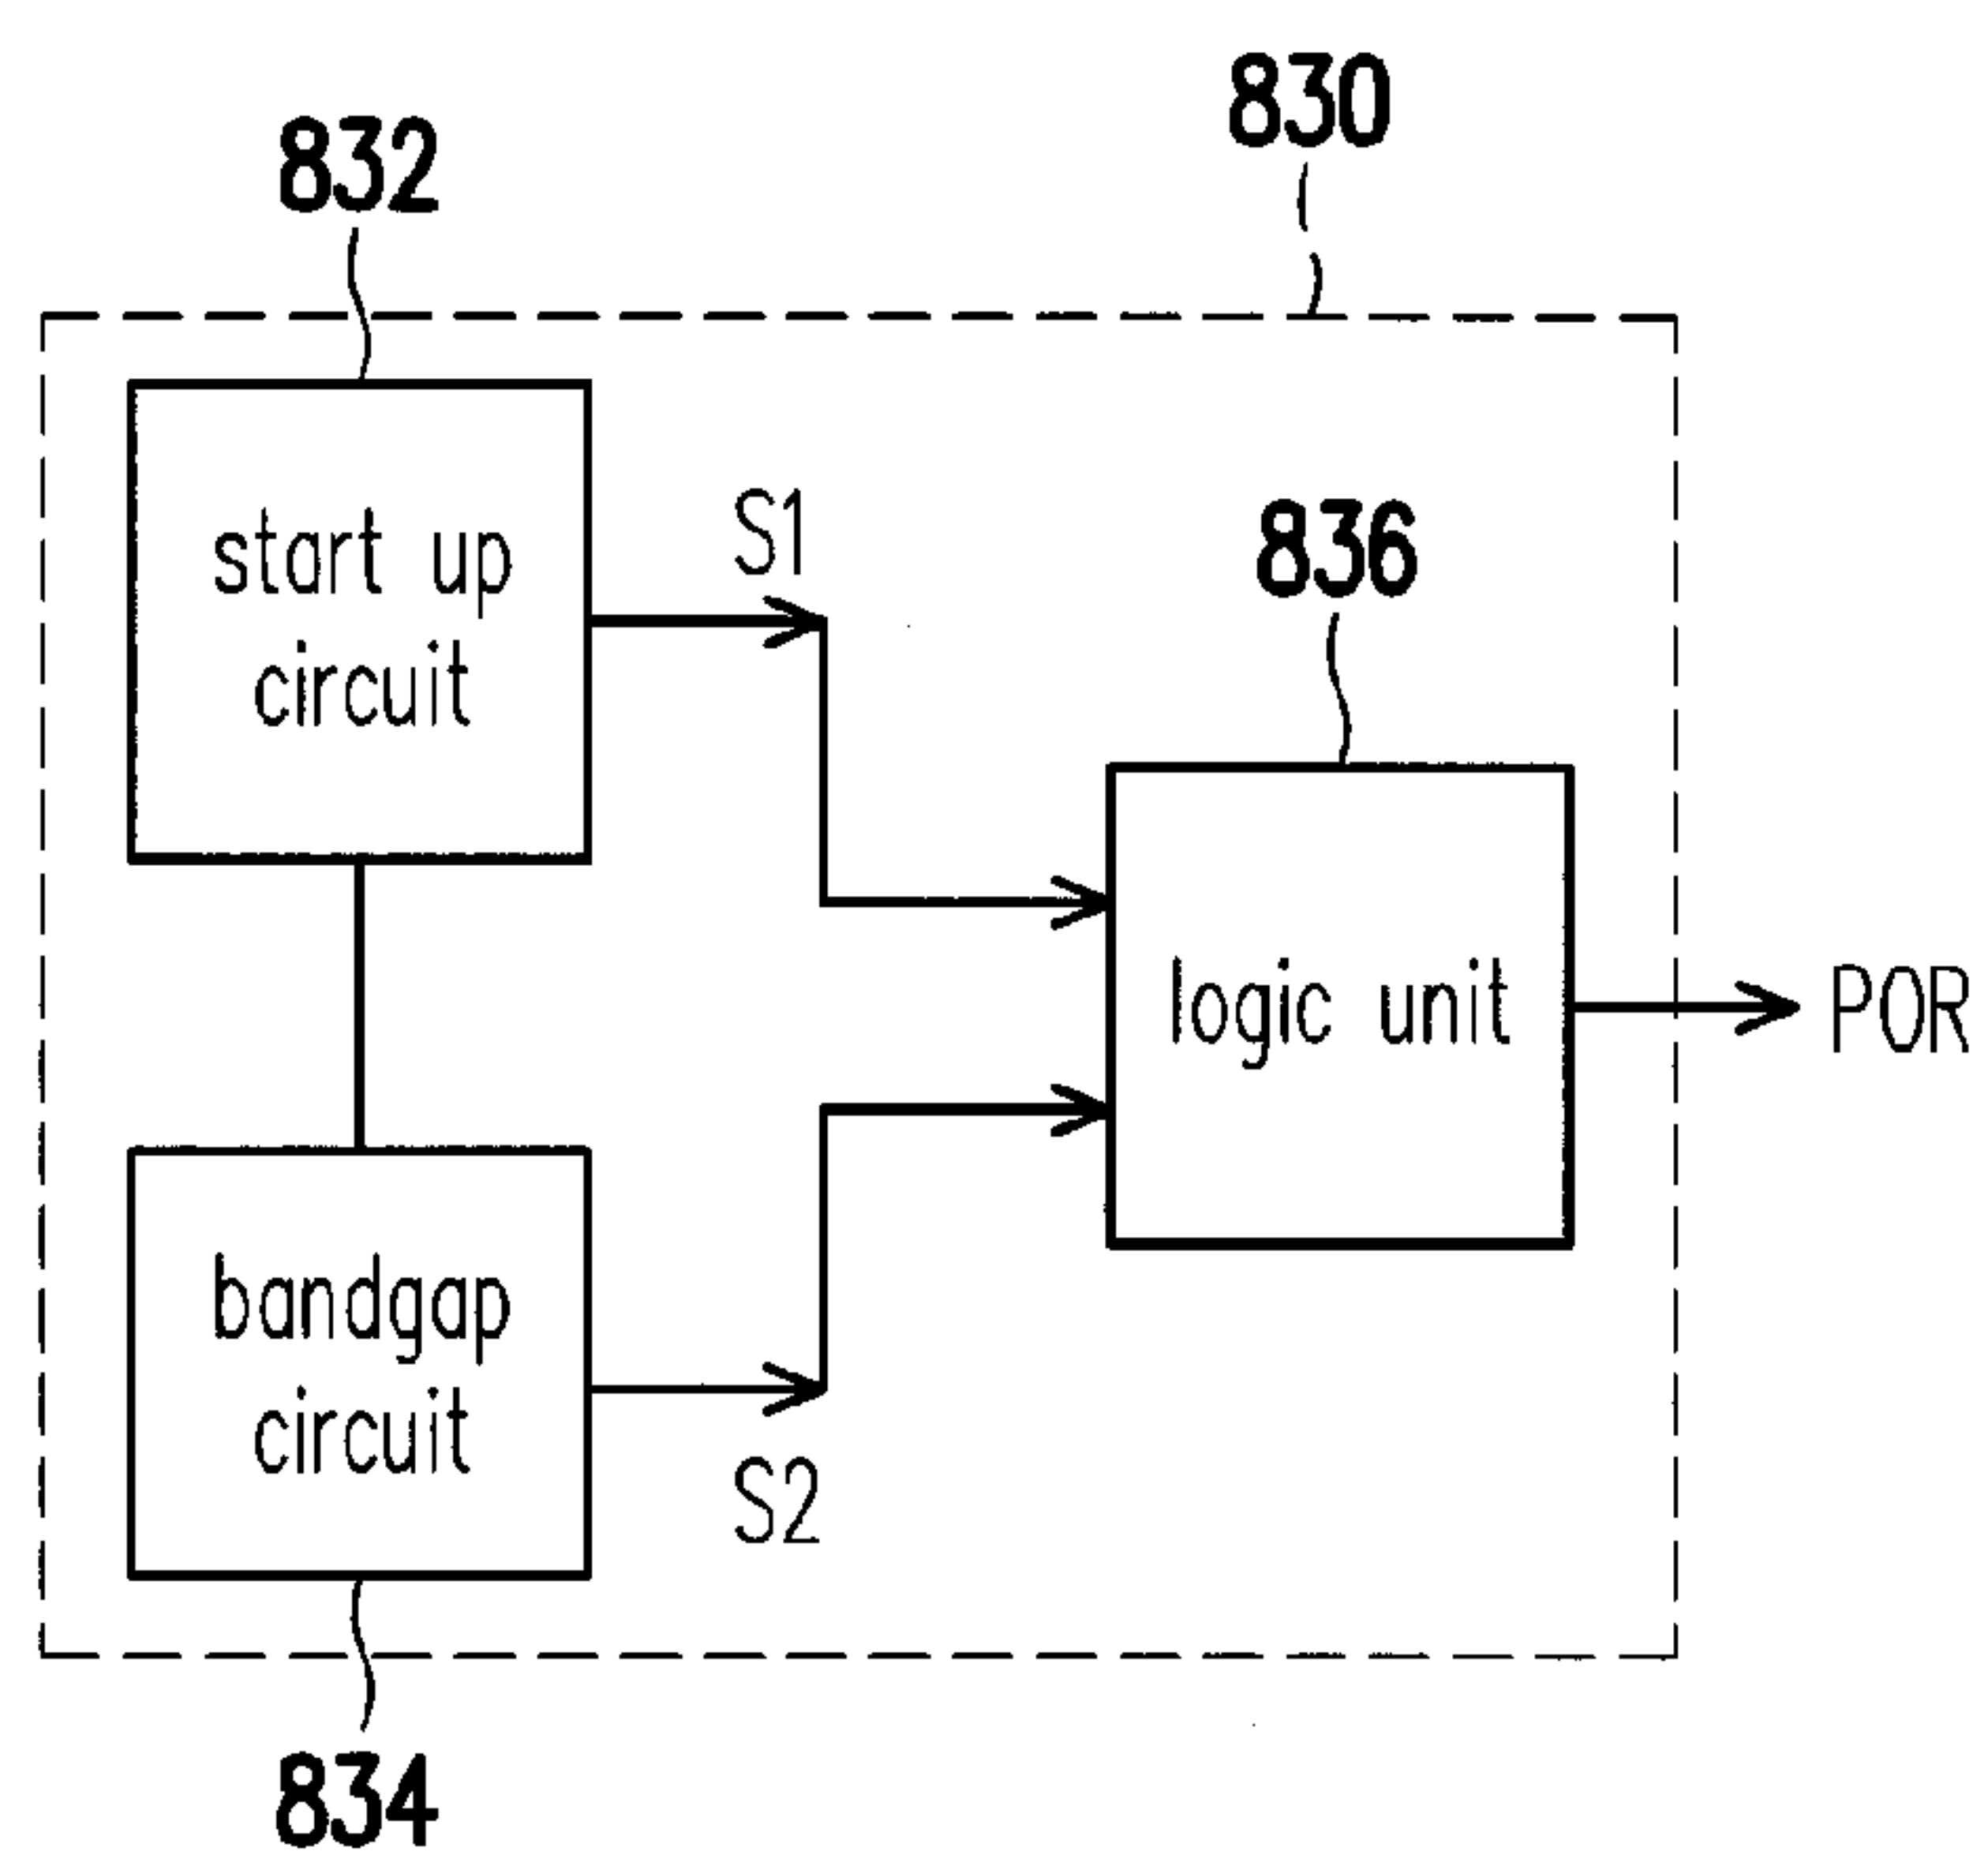 830
832
start up
circuit
S1
836
logic unit
POR
bandgap
circuit
S2
834